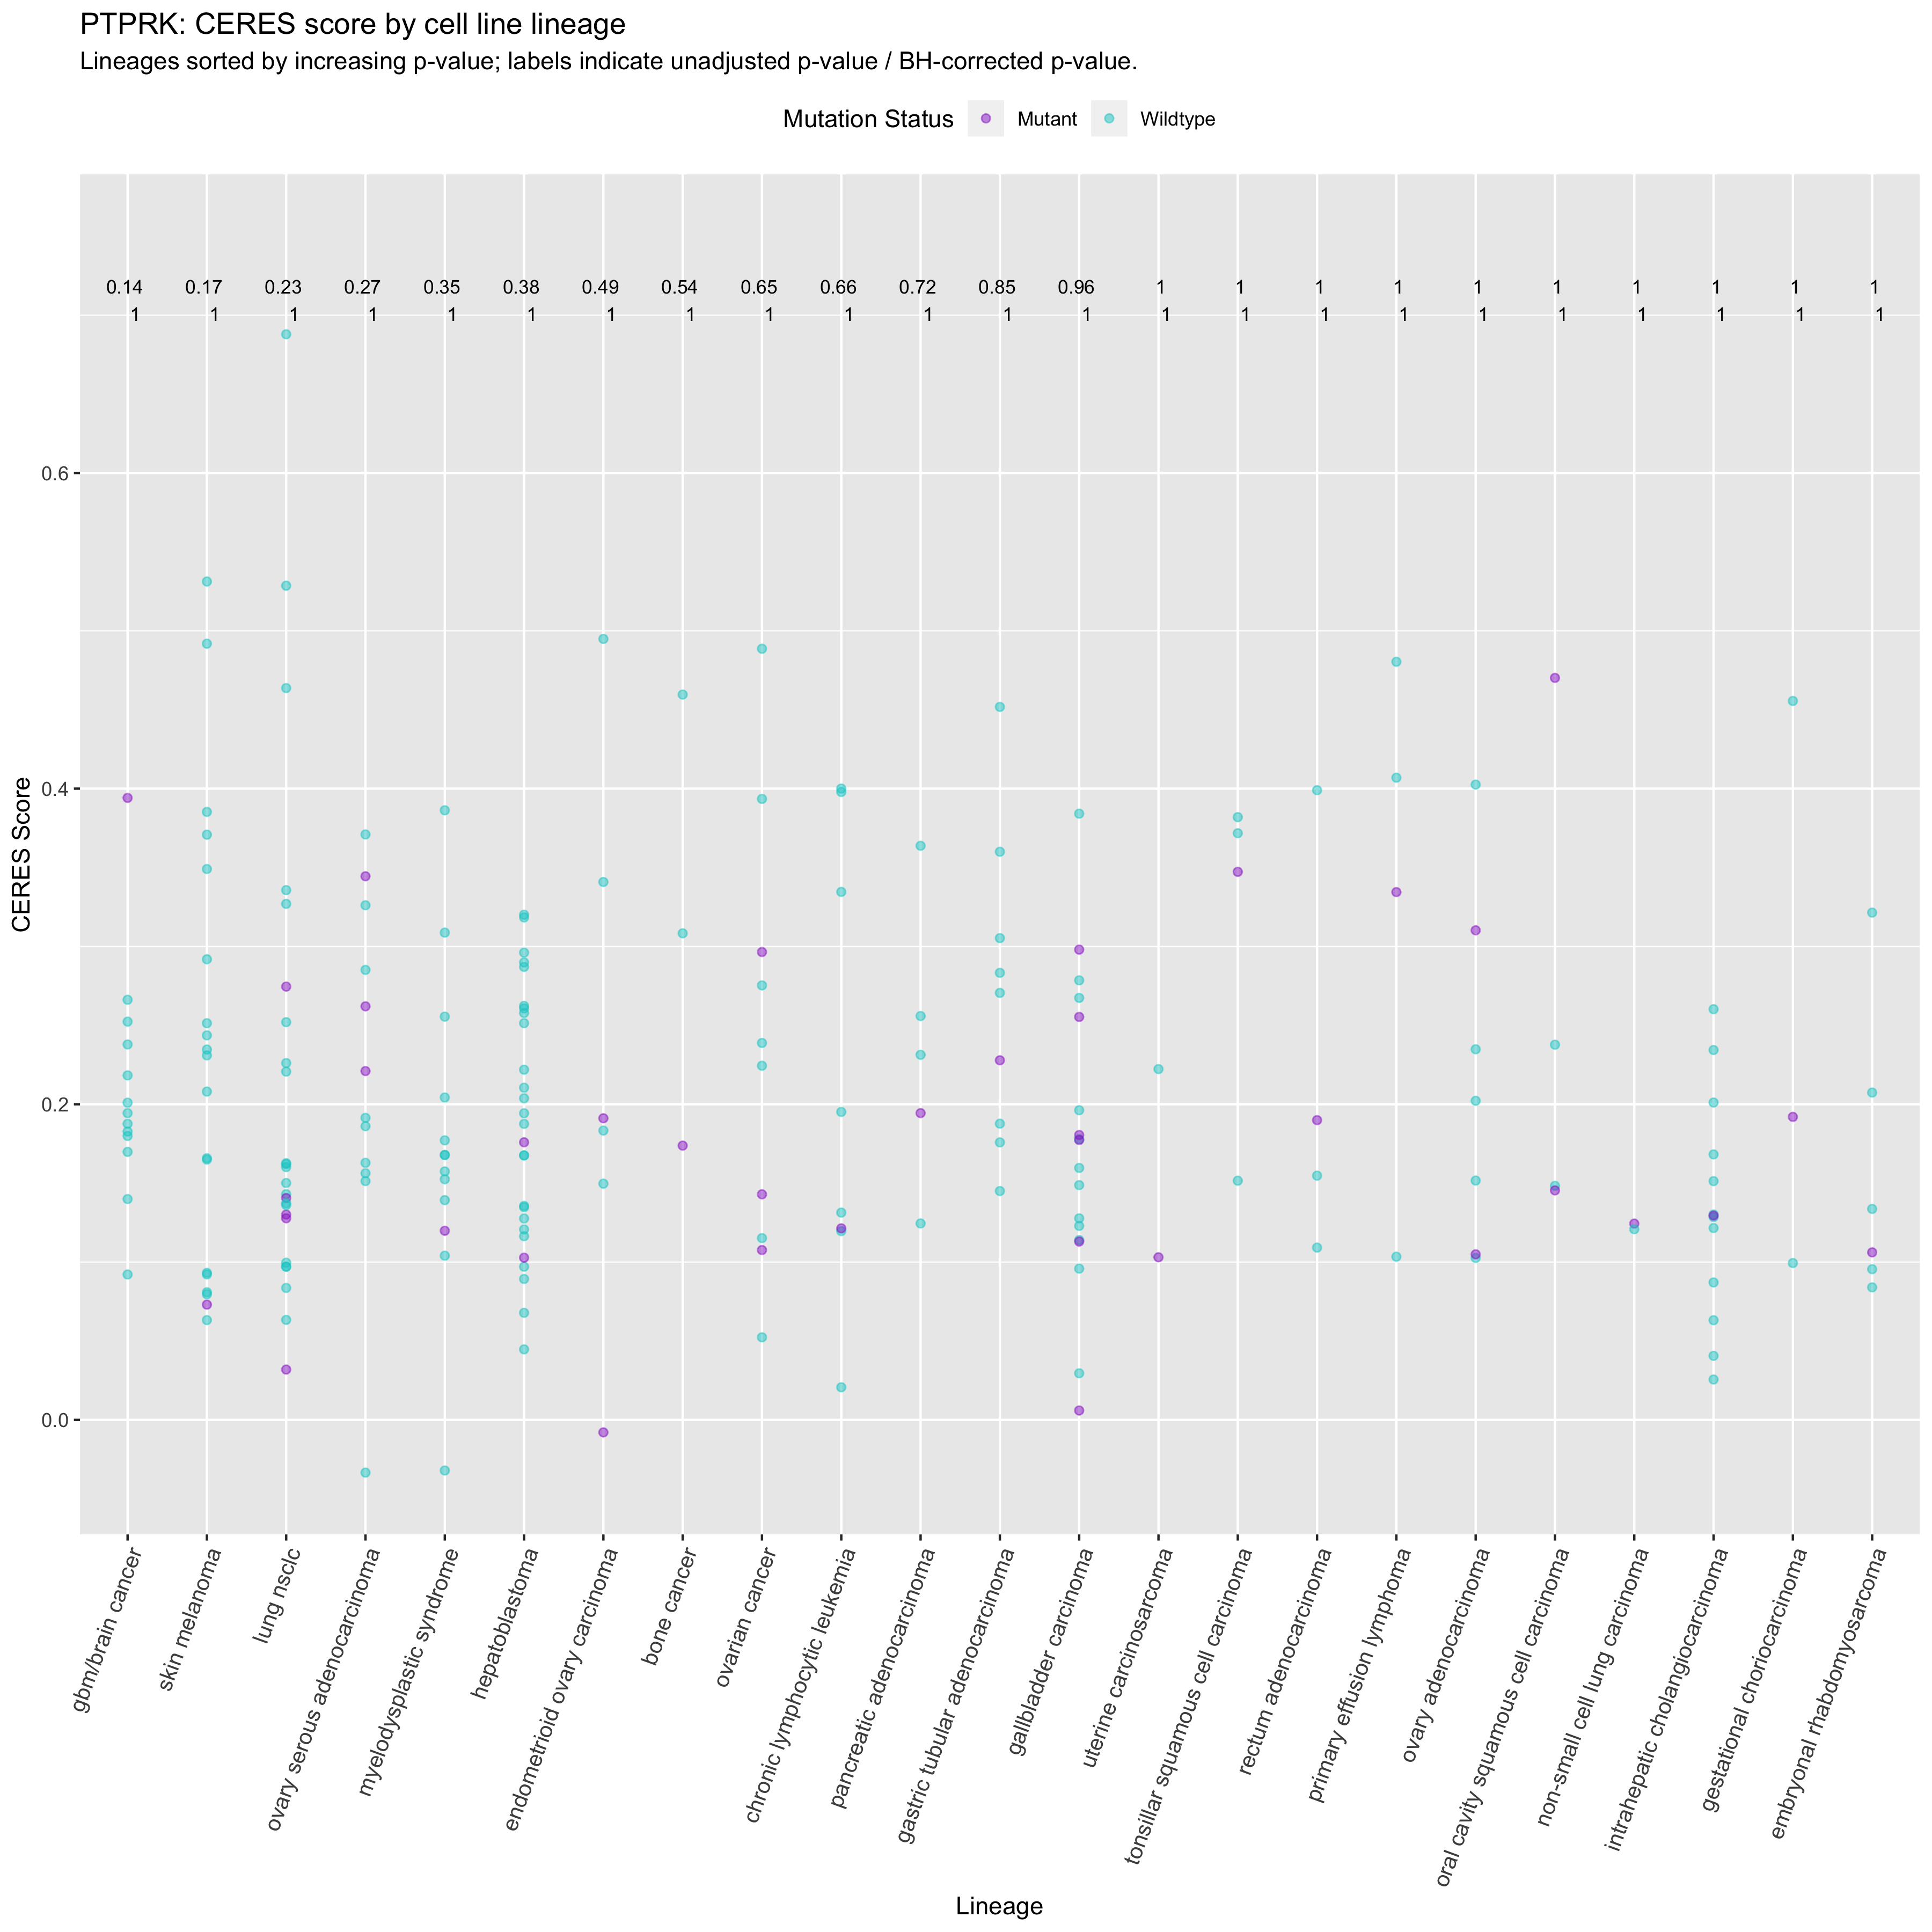 PTPRK: CERES score by cell line lineage
Lineages sorted by increasing p-value; labels indicate unadjusted p-value / BH-corrected p-value.
Mutation Status Mutant Wildtype
0.14 0.17 0.23 0.27 0.35 0.38 0.49 0.54 0.65 0.66 0.72 0.85 0.96 1 1 1 1 1 1 1 1 1 1
1 1 1 1 1 1 1 1 1 1 1 1 1 1 1 1 1 1 1 1 1 1 1
0.6
0.4
0.2
0.0
CERES Score
gbm/brain cancer
skin melanoma
lung nsclc
ovary serous adenocarcinoma
myelodysplastic syndrome
hepatoblastoma
endometrioid ovary carcinoma
bone cancer
ovarian cancer
chronic lymphocytic leukemia
pancreatic adenocarcinoma
gastric tubular adenocarcinoma
gallbladder carcinoma
uterine carcinosarcoma
tonsillar squamous cell carcinoma
rectum adenocarcinoma
primary effusion lymphoma
ovary adenocarcinoma
oral cavity squamous cell carcinoma
non-small cell lung carcinoma
intrahepatic cholangiocarcinoma
gestational choriocarcinoma
embryonal rhabdomyosarcoma
Lineage